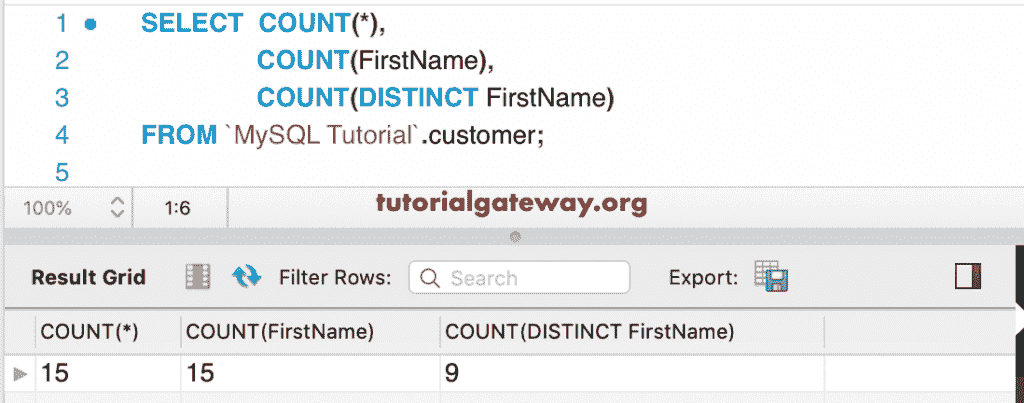 1 SELECT COUNT(*),
2 COUNT(FirstName),
3 COUNT(DISTINCT FirstName)
4 FROM `MySQL Tutorial`.customer;
5
100% 1:6 tutorialgateway.org
Result Grid Filter Rows: Search Export:
COUNT(*) COUNT(FirstName) COUNT(DISTINCT FirstName)
15 15 9